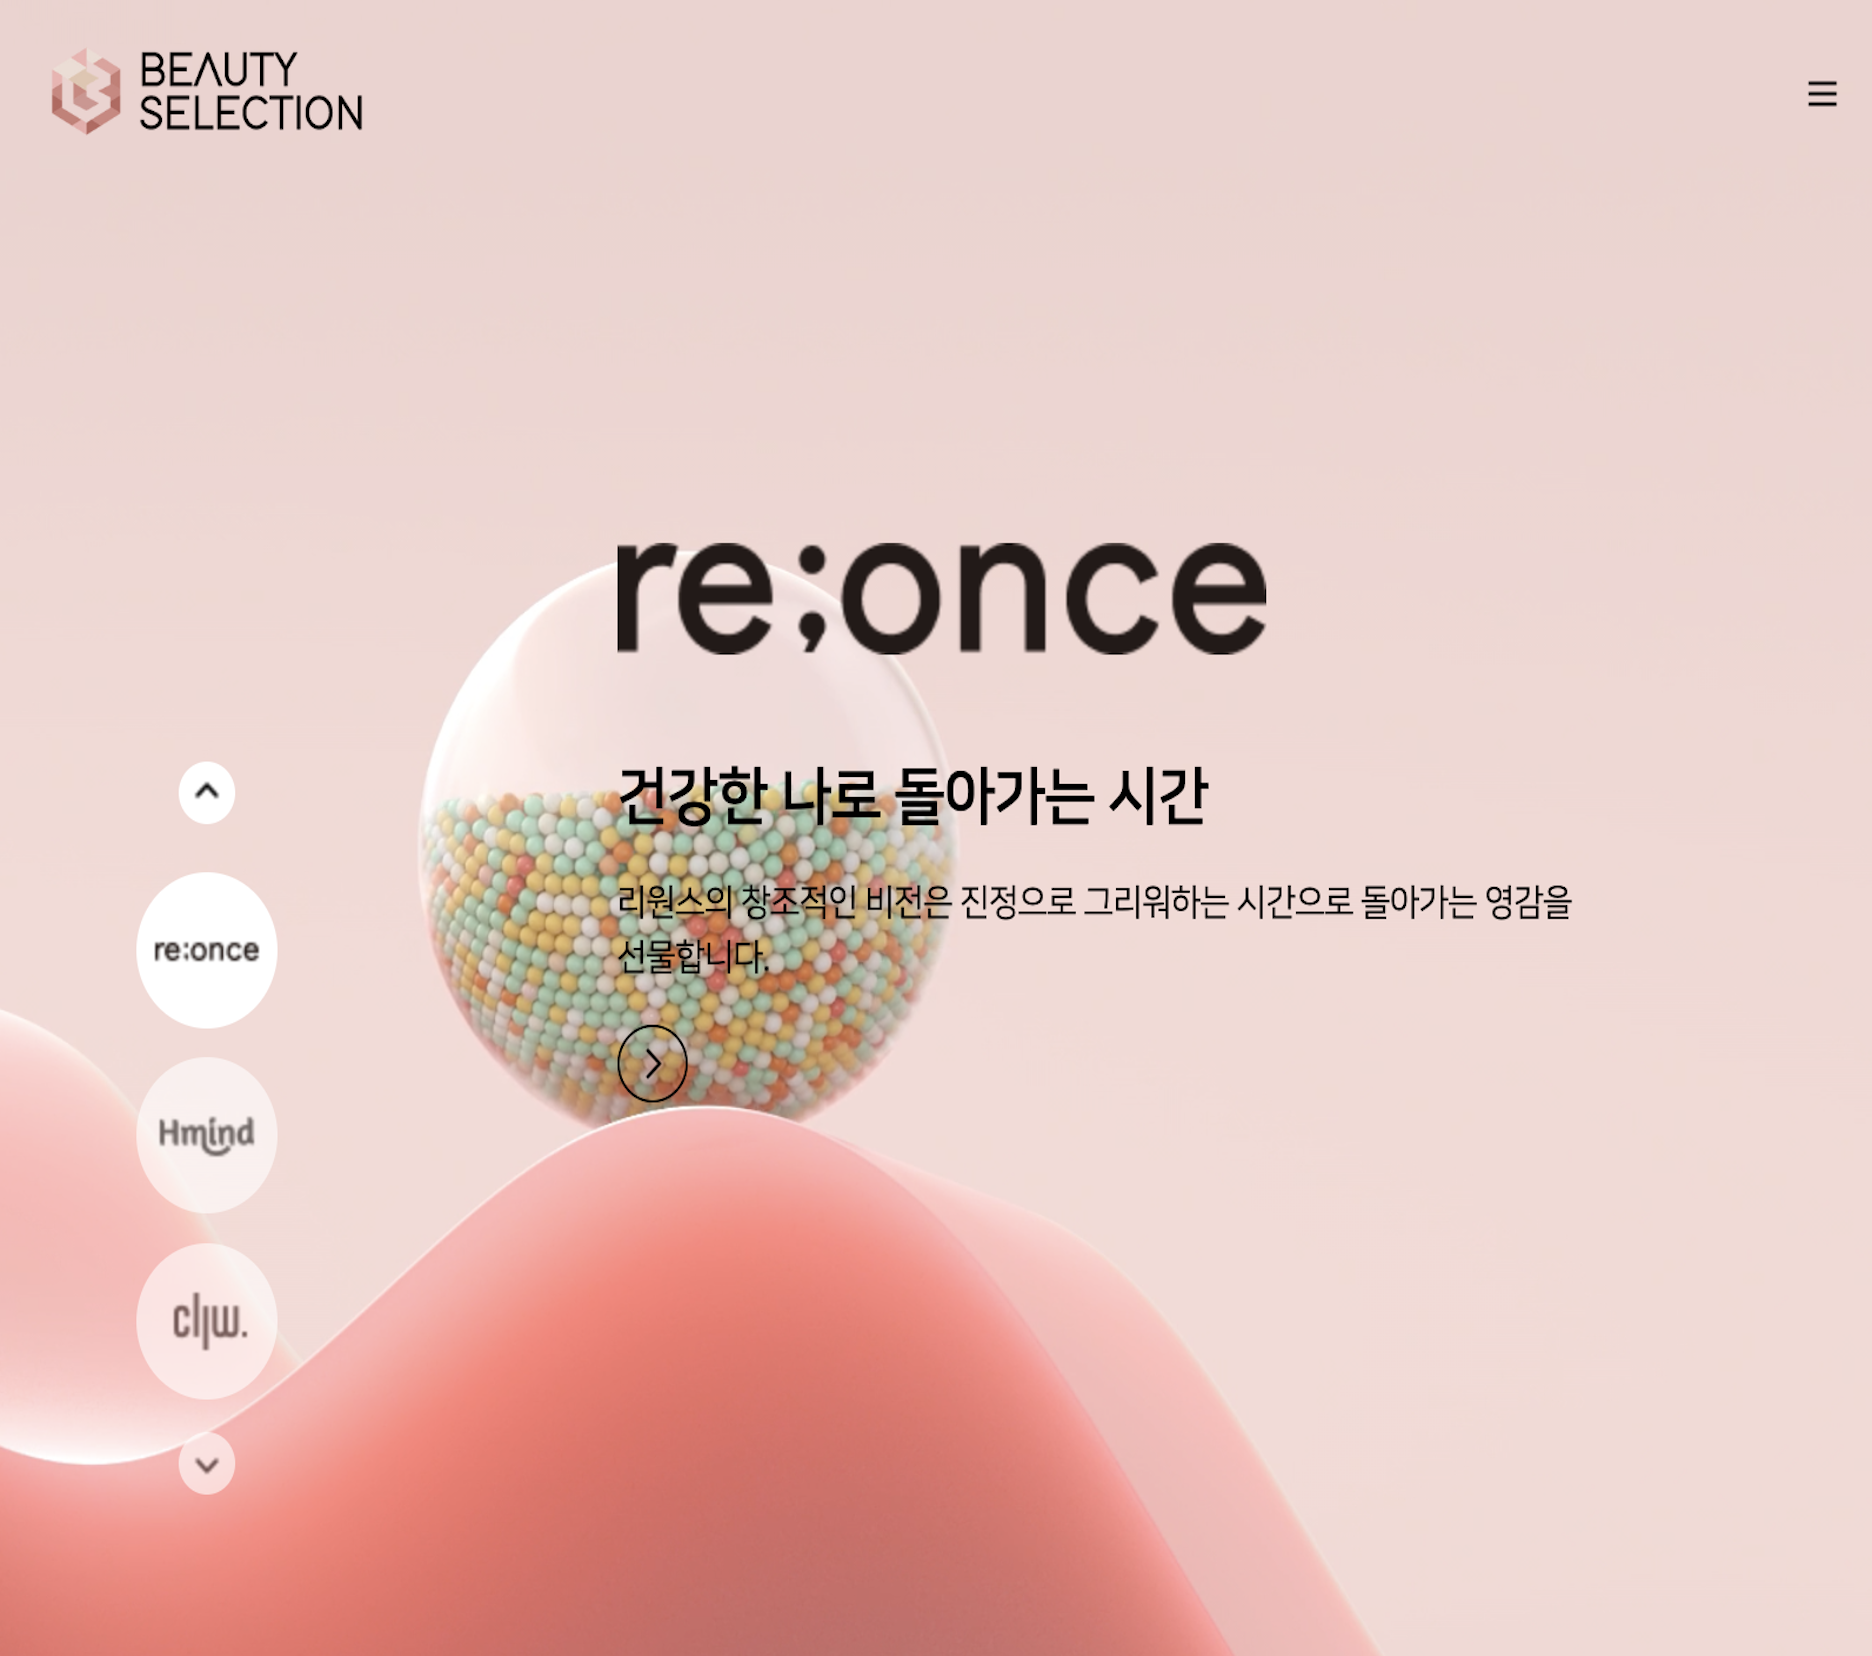 BEAUTY
SELECTION
re;once
건강한 나로 돌아가는 시간
리원스의 창조적인 비전은 진정으로 그리워하는 시간으로 돌아가는 영감을
선물합니다.
re;once
Hmind
cljw.